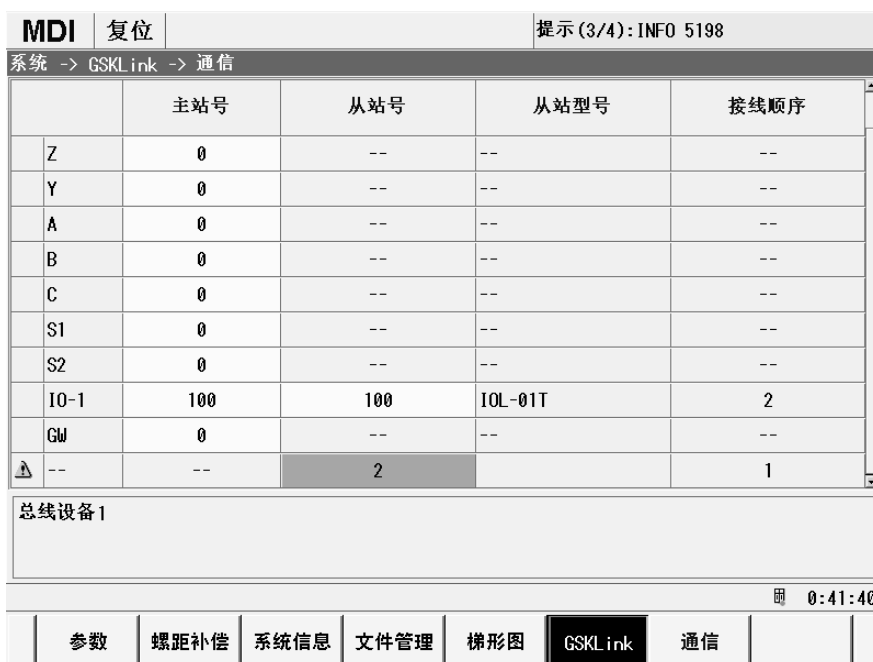 MDI 复位 提示(3/4):INFO 5198
系统 -> GSKLink -> 通信
主站号 从站号 从站型号 接线顺序
Z 0 -- -- --
Y 0 -- -- --
A 0 -- -- --
B 0 -- -- --
C 0 -- -- --
S1 0 -- -- --
S2 0 -- -- --
IO-1 100 100 IOL-01T 2
GW 0 -- -- --
-- -- 2 1
总线设备1
0:41:40
参数 螺距补偿 系统信息 文件管理 梯形图 GSKLink 通信